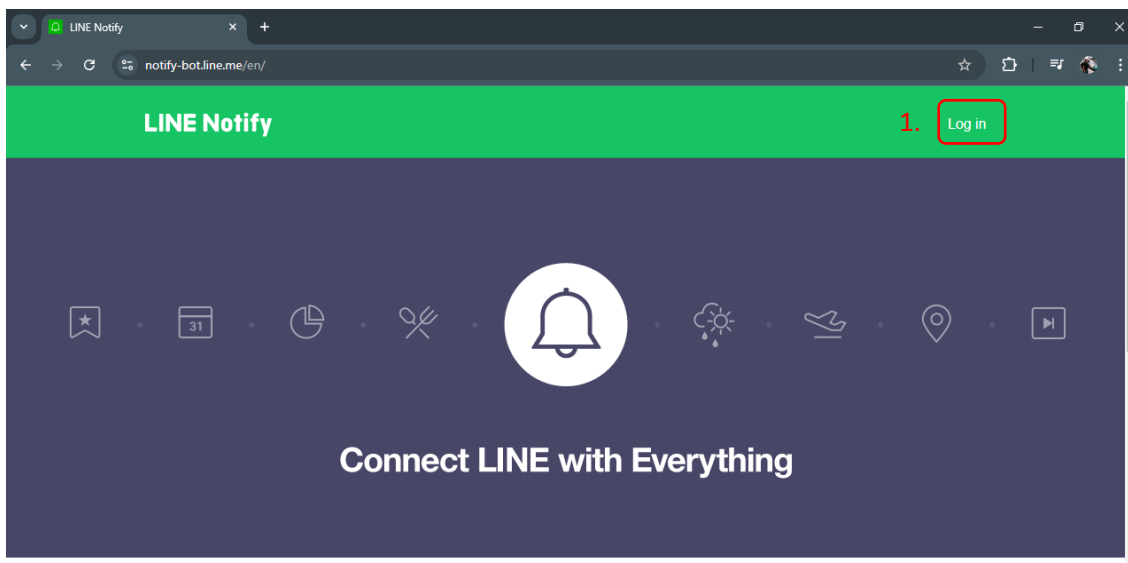 LINE Notify
notify-bot.line.me/en/
LINE Notify
1. Log in
31
Connect LINE with Everything